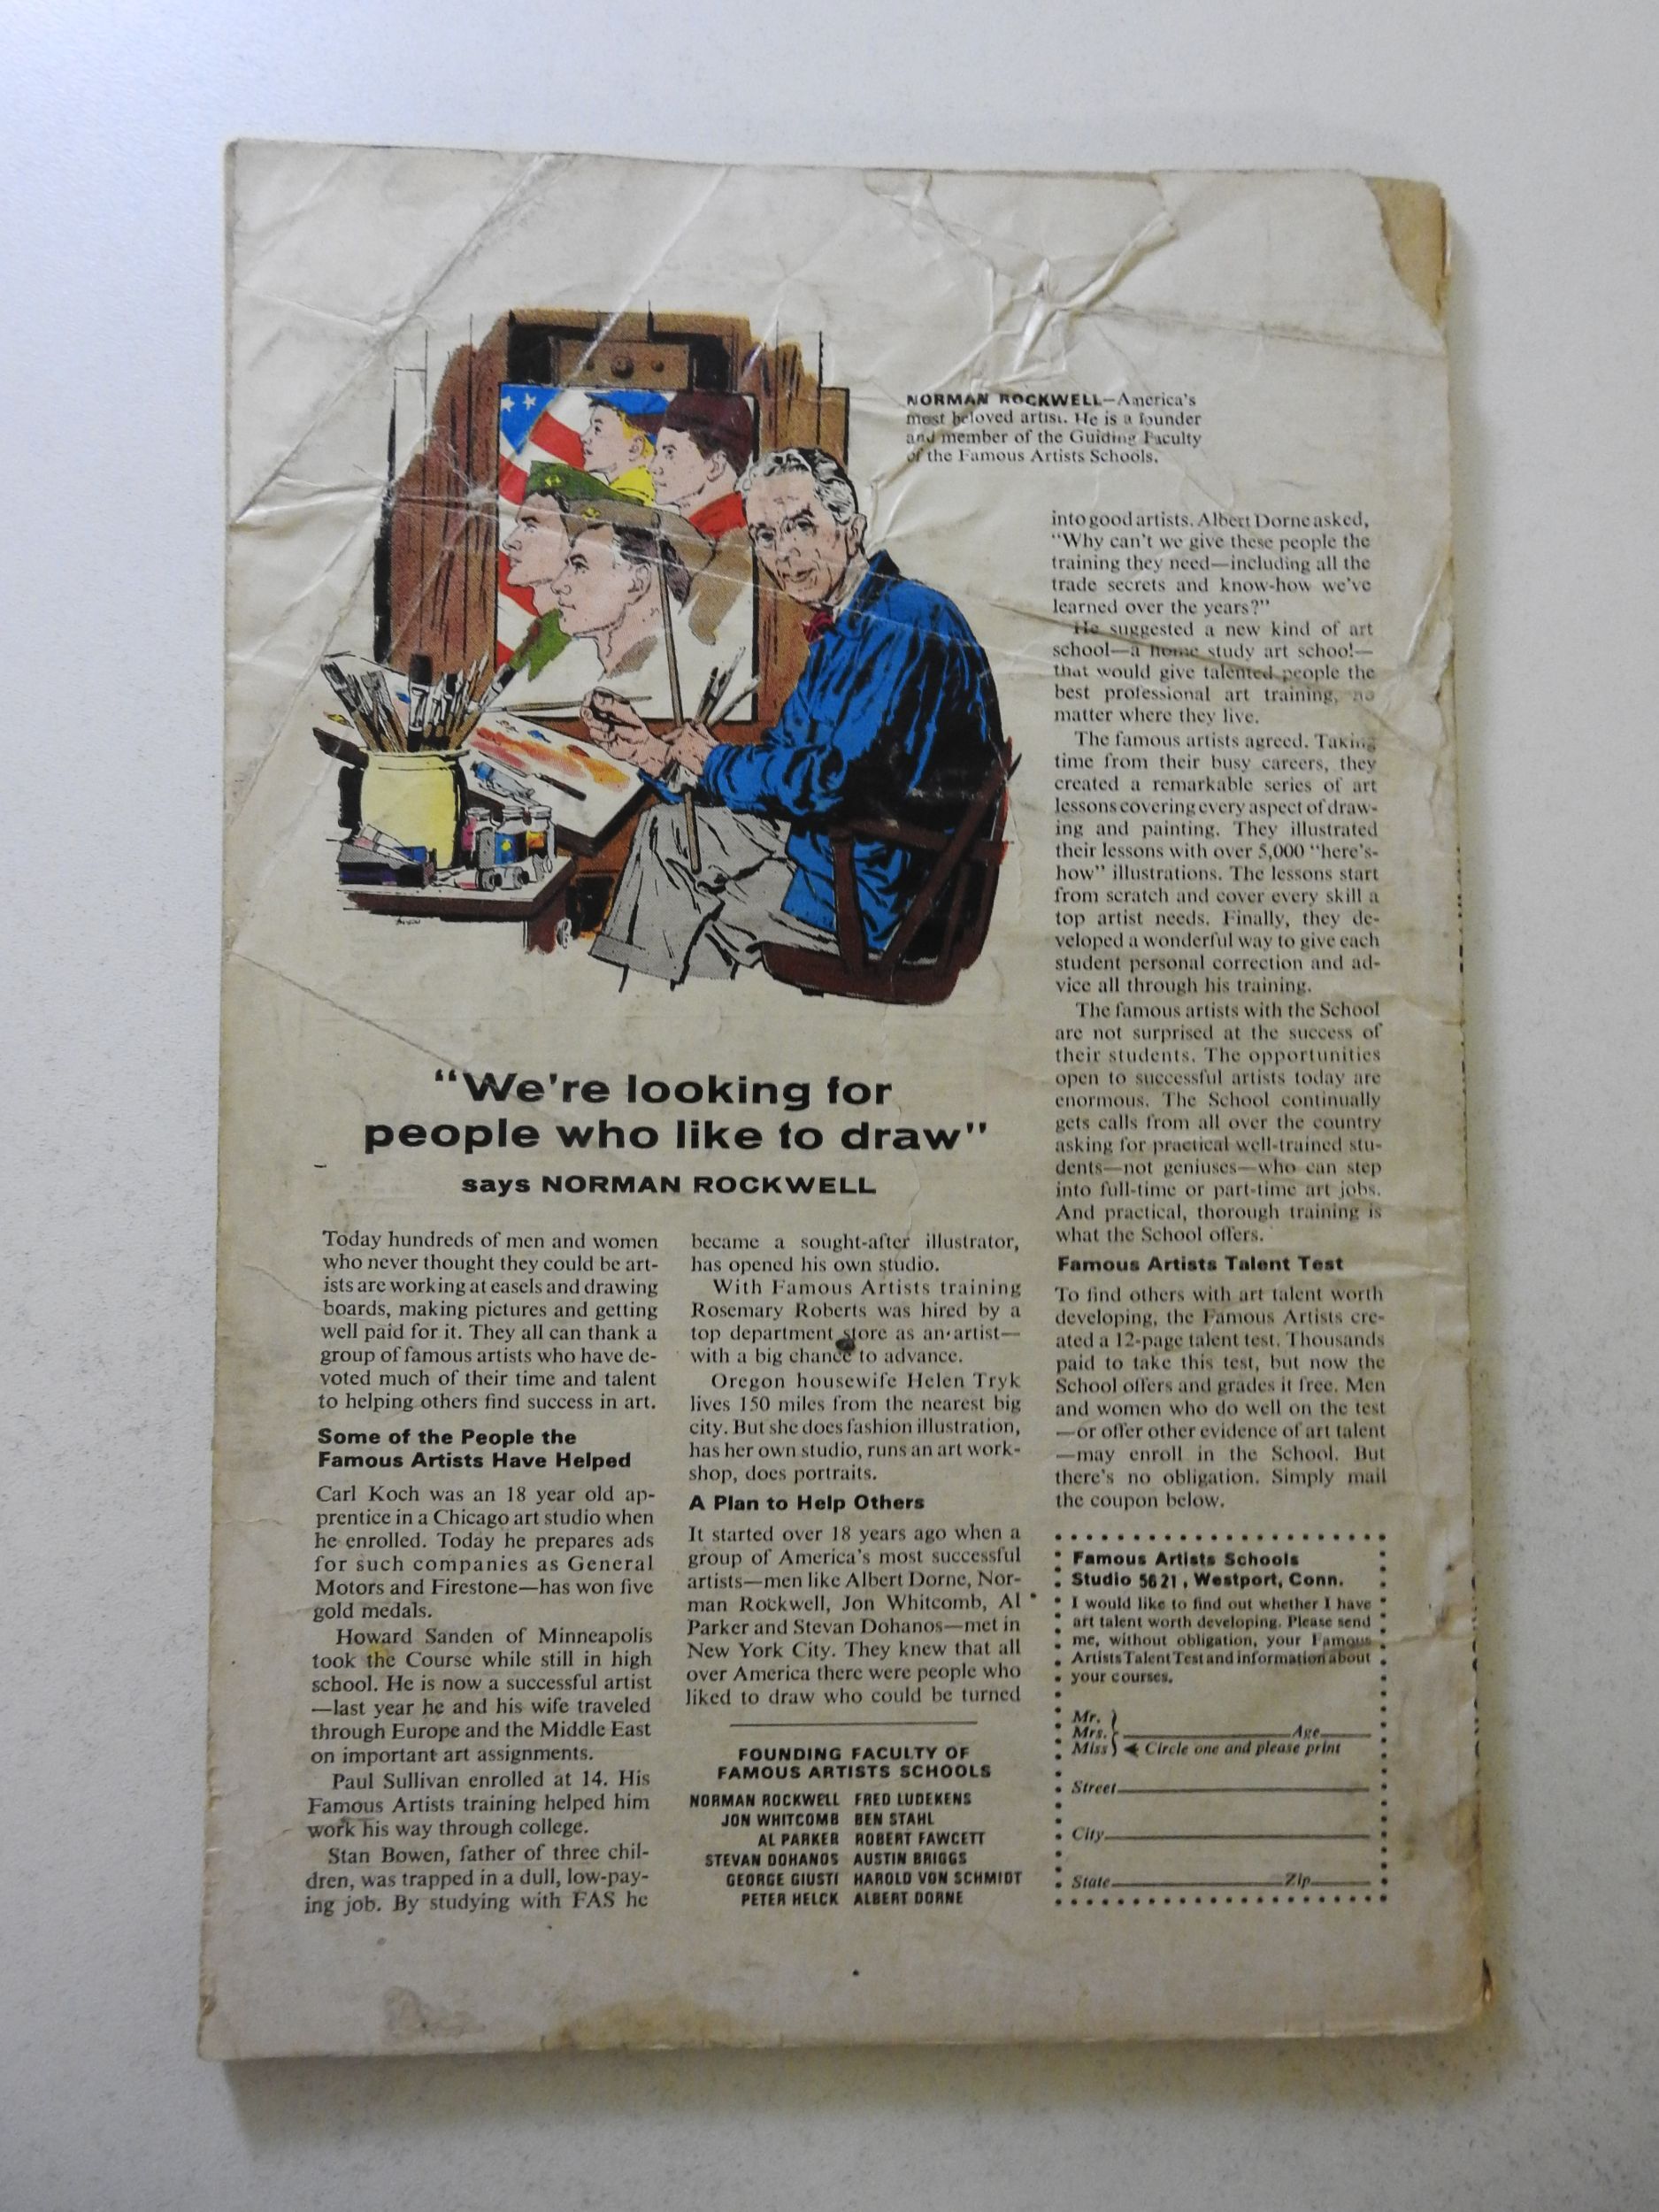 NORMAN ROCKWELL—America's
most beloved artist. He is a founder
and member of the Guiding Faculty
of the Famous Artists Schools.
"We're looking for
people who like to draw"
says NORMAN ROCKWELL
Today hundreds of men and women
who never thought they could be art-
ists are working at easels and drawing
boards, making pictures and getting
well paid for it. They all can thank a
group of famous artists who have de-
voted much of their time and talent
to helping others find success in art.
Some of the People the
Famous Artists Have Helped
Carl Koch was an 18 year old ap-
prentice in a Chicago art studio when
he enrolled. Today he prepares ads
for such companies as General
Motors and Firestone—has won five
gold medals.
Howard Sanden of Minneapolis
took the Course while still in high
school. He is now a successful artist
—last year he and his wife traveled
through Europe and the Middle East
on important art assignments.
Paul Sullivan enrolled at 14. His
Famous Artists training helped him
work his way through college.
Stan Bowen, father of three chil-
dren, was trapped in a dull, low-pay-
ing job. By studying with FAS he
became a sought-after illustrator,
has opened his own studio.
With Famous Artists training
Rosemary Roberts was hired by a
top department store as an artist—
with a big chance to advance.
Oregon housewife Helen Tryk
lives 150 miles from the nearest big
city. But she does fashion illustration,
has her own studio, runs an art work-
shop, does portraits.
A Plan to Help Others
It started over 18 years ago when a
group of America's most successful
artists—men like Albert Dorne, Nor-
man Rockwell, Jon Whitcomb, Al
Parker and Stevan Dohanos—met in
New York City. They knew that all
over America there were people who
liked to draw who could be turned
FOUNDING FACULTY OF
FAMOUS ARTISTS SCHOOLS
NORMAN ROCKWELL FRED LUDEKENS
JON WHITCOMB BEN STAHL
AL PARKER ROBERT FAWCETT
STEVAN DOHANOS AUSTIN BRIGGS
GEORGE GIUSTI HAROLD VON SCHMIDT
PETER HELCK ALBERT DORNE
into good artists. Albert Dorne asked,
"Why can't we give these people the
training they need—including all the
trade secrets and know-how we've
learned over the years?"
He suggested a new kind of art
school—a home study art school—
that would give talented people the
best professional art training, no
matter where they live.
The famous artists agreed. Taking
time from their busy careers, they
created a remarkable series of art
lessons covering every aspect of draw-
ing and painting. They illustrated
their lessons with over 5,000 "here's-
how" illustrations. The lessons start
from scratch and cover every skill a
top artist needs. Finally, they de-
veloped a wonderful way to give each
student personal correction and ad-
vice all through his training.
The famous artists with the School
are not surprised at the success of
their students. The opportunities
open to successful artists today are
enormous. The School continually
gets calls from all over the country
asking for practical well-trained stu-
dents—not geniuses—who can step
into full-time or part-time art jobs.
And practical, thorough training is
what the School offers.
Famous Artists Talent Test
To find others with art talent worth
developing, the Famous Artists cre-
ated a 12-page talent test. Thousands
paid to take this test, but now the
School offers and grades it free. Men
and women who do well on the test
—or offer other evidence of art talent
—may enroll in the School. But
there's no obligation. Simply mail
the coupon below.
Famous Artists Schools
Studio 5621, Westport, Conn.
I would like to find out whether I have
art talent worth developing. Please send
me, without obligation, your Famous
Artists Talent Test and information about
your courses.
Mr.
Mrs. Age
Miss Circle one and please print
Street
City
State Zip